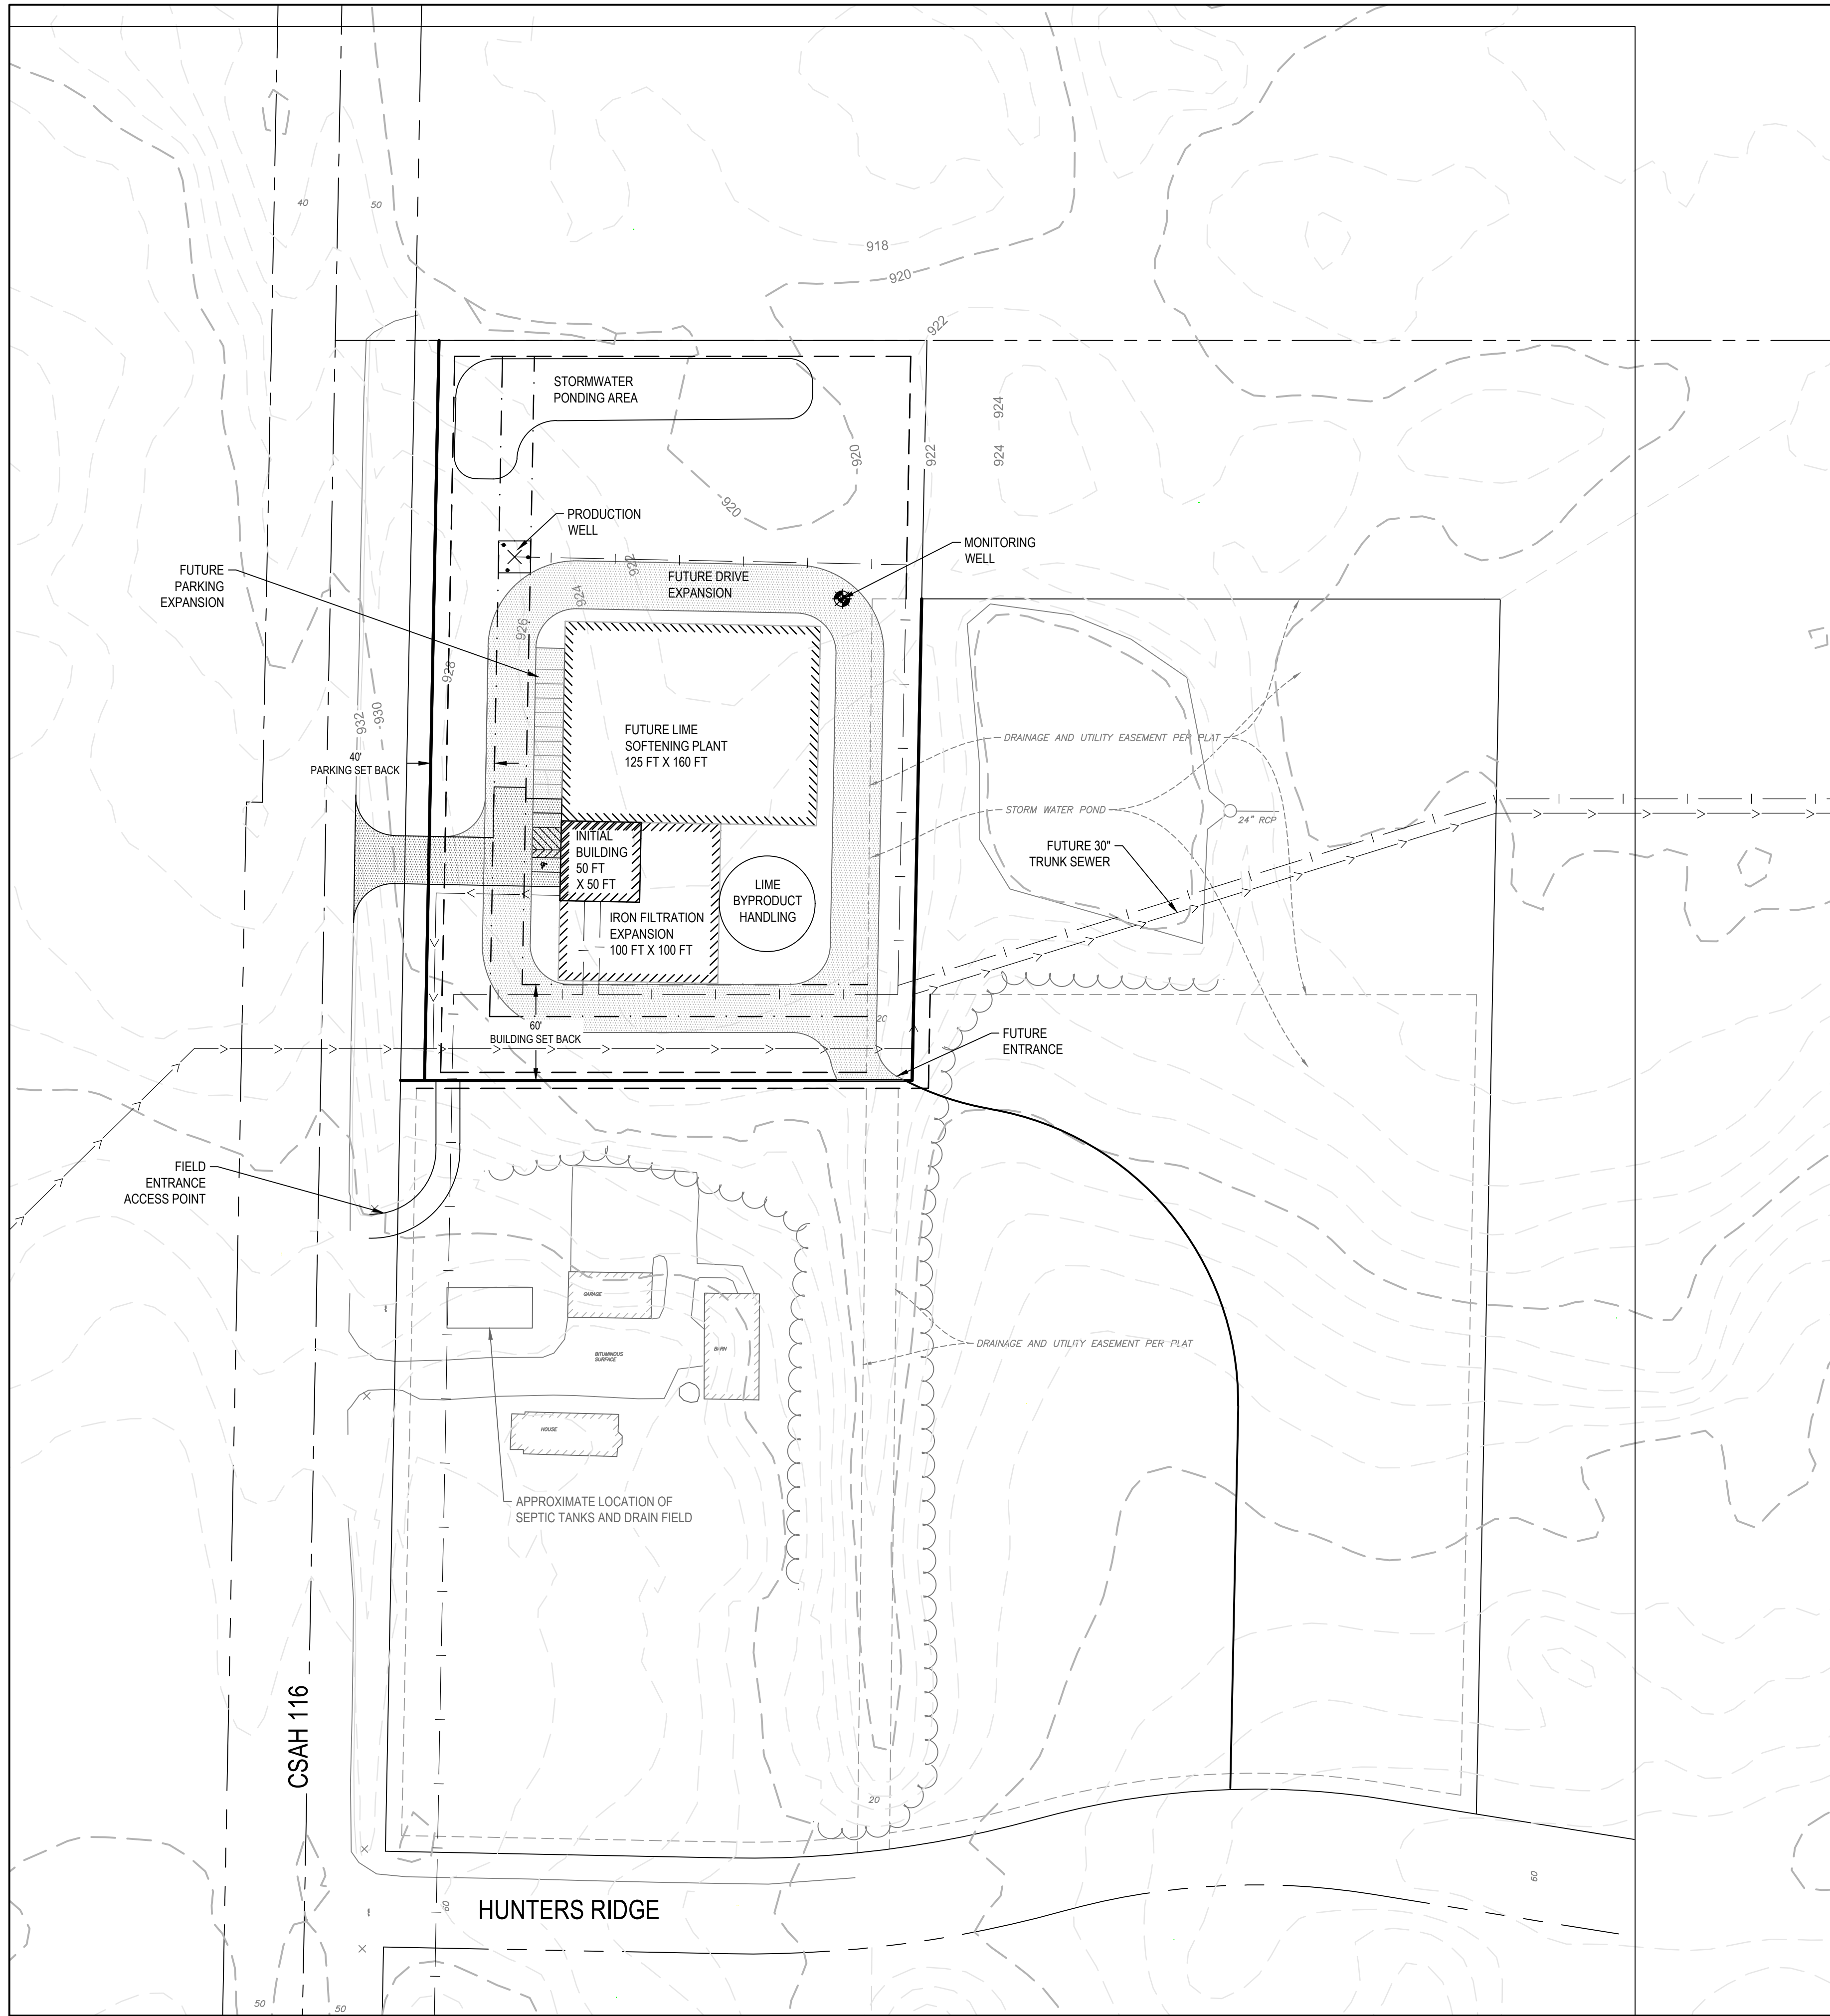 40
50
918
920
922
STORMWATER
PONDING AREA
924
920
922
924
920
PRODUCTION
WELL
MONITORING
WELL
FUTURE
PARKING
EXPANSION
922
FUTURE DRIVE
EXPANSION
924
926
928
932
930
FUTURE LIME
SOFTENING PLANT
125 FT X 160 FT
DRAINAGE AND UTILITY EASEMENT PER PLAT
40'
PARKING SET BACK
STORM WATER POND
24" RCP
INITIAL
BUILDING
50 FT
X 50 FT
9'
FUTURE 30"
TRUNK SEWER
LIME
BYPRODUCT
HANDLING
IRON FILTRATION
EXPANSION
100 FT X 100 FT
20
60'
BUILDING SET BACK
FUTURE
ENTRANCE
FIELD
ENTRANCE
ACCESS POINT
GARAGE
BARN
BITUMINOUS
SURFACE
DRAINAGE AND UTILITY EASEMENT PER PLAT
HOUSE
APPROXIMATE LOCATION OF
SEPTIC TANKS AND DRAIN FIELD
CSAH 116
20
60
60
HUNTERS RIDGE
50
50